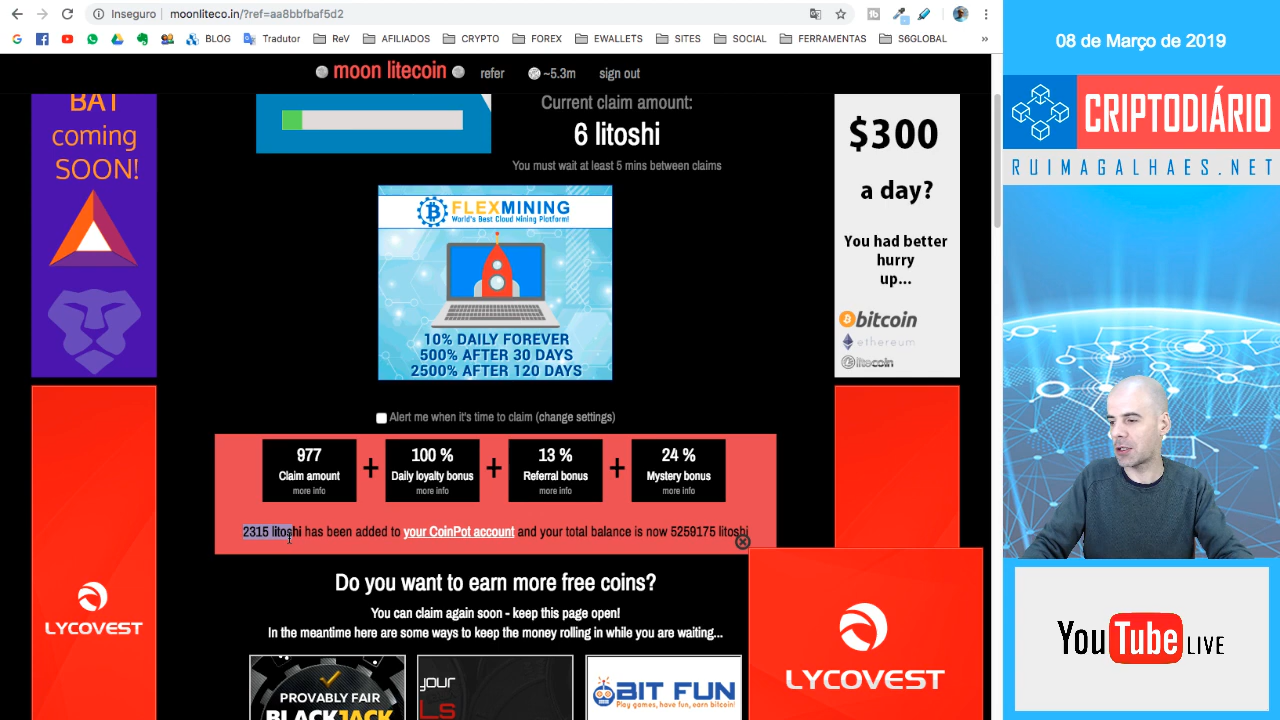 Inseguro
moonliteco.in/?ref=aa8bbfbaf5d2
BLOG
Tradutor
ReV
AFILIADOS
CRYPTO
FOREX
EWALLETS
SITES
SOCIAL
FERRAMENTAS
S6GLOBAL
moon litecoin
refer
~5.3m
sign out
BAT
coming
SOON!
Current claim amount:
6 litoshi
You must wait at least 5 mins between claims
FLEXMINING
World's Best Cloud Mining Platform!
10% DAILY FOREVER
500% AFTER 30 DAYS
2500% AFTER 120 DAYS
$300
a day?
You had better
hurry
up...
bitcoin
ethereum
litecoin
Alert me when it's time to claim (change settings)
977
Claim amount
more info
+
100 %
Daily loyalty bonus
more info
+
13 %
Referral bonus
more info
+
24 %
Mystery bonus
more info
2315 litoshi has been added to your CoinPot account and your total balance is now 5259175 litoshi
Do you want to earn more free coins?
You can claim again soon - keep this page open!
In the meantime here are some ways to keep the money rolling in while you are waiting...
PROVABLY FAIR
BLACKJACK
your
LS
BIT FUN
Play games, have fun, earn bitcoin!
LYCOVEST
LYCOVEST
08 de Março de 2019
CRIPTODIÁRIO
RUIMAGALHAES.NET
YouTube LIVE